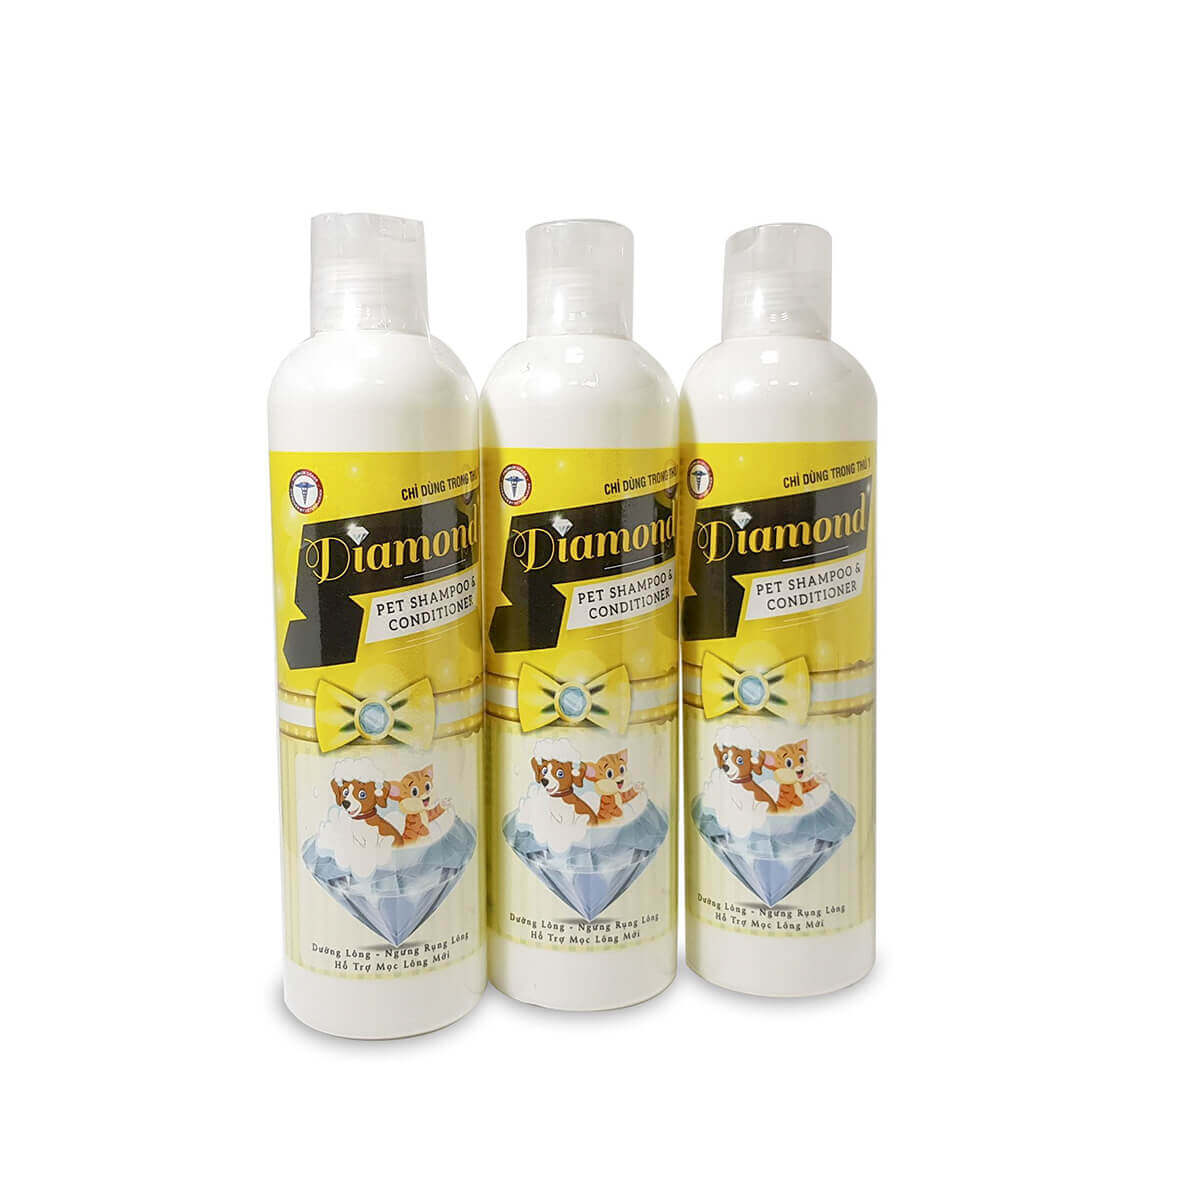 CHỈ DÙNG TRONG THÚ
Diamond
PET SHAMPOO &
CONDITIONER
Dưỡng Lông - Ngưng Rụng Lông
Hỗ Trợ Mọc Lông Mới
CHỈ DÙNG TRONG THÚ
Diamond
PET SHAMPOO &
CONDITIONER
Dưỡng Lông - Ngưng Rụng Lông
Hỗ Trợ Mọc Lông Mới
CHỈ DÙNG TRONG THÚ Y
Diamond
PET SHAMPOO &
CONDITIONER
Dưỡng Lông - Ngưng Rụng Lông
Hỗ Trợ Mọc Lông Mới